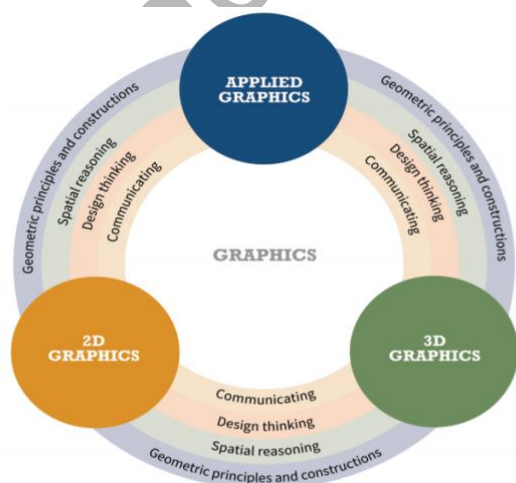 APPLIED
GRAPHICS
Geometric principles and constructions
Spatial reasoning
Design thinking
Communicating
Geometric principles and constructions
Spatial reasoning
Design thinking
Communicating
GRAPHICS
2D
GRAPHICS
3D
GRAPHICS
Communicating
Design thinking
Spatial reasoning
Geometric principles and constructions